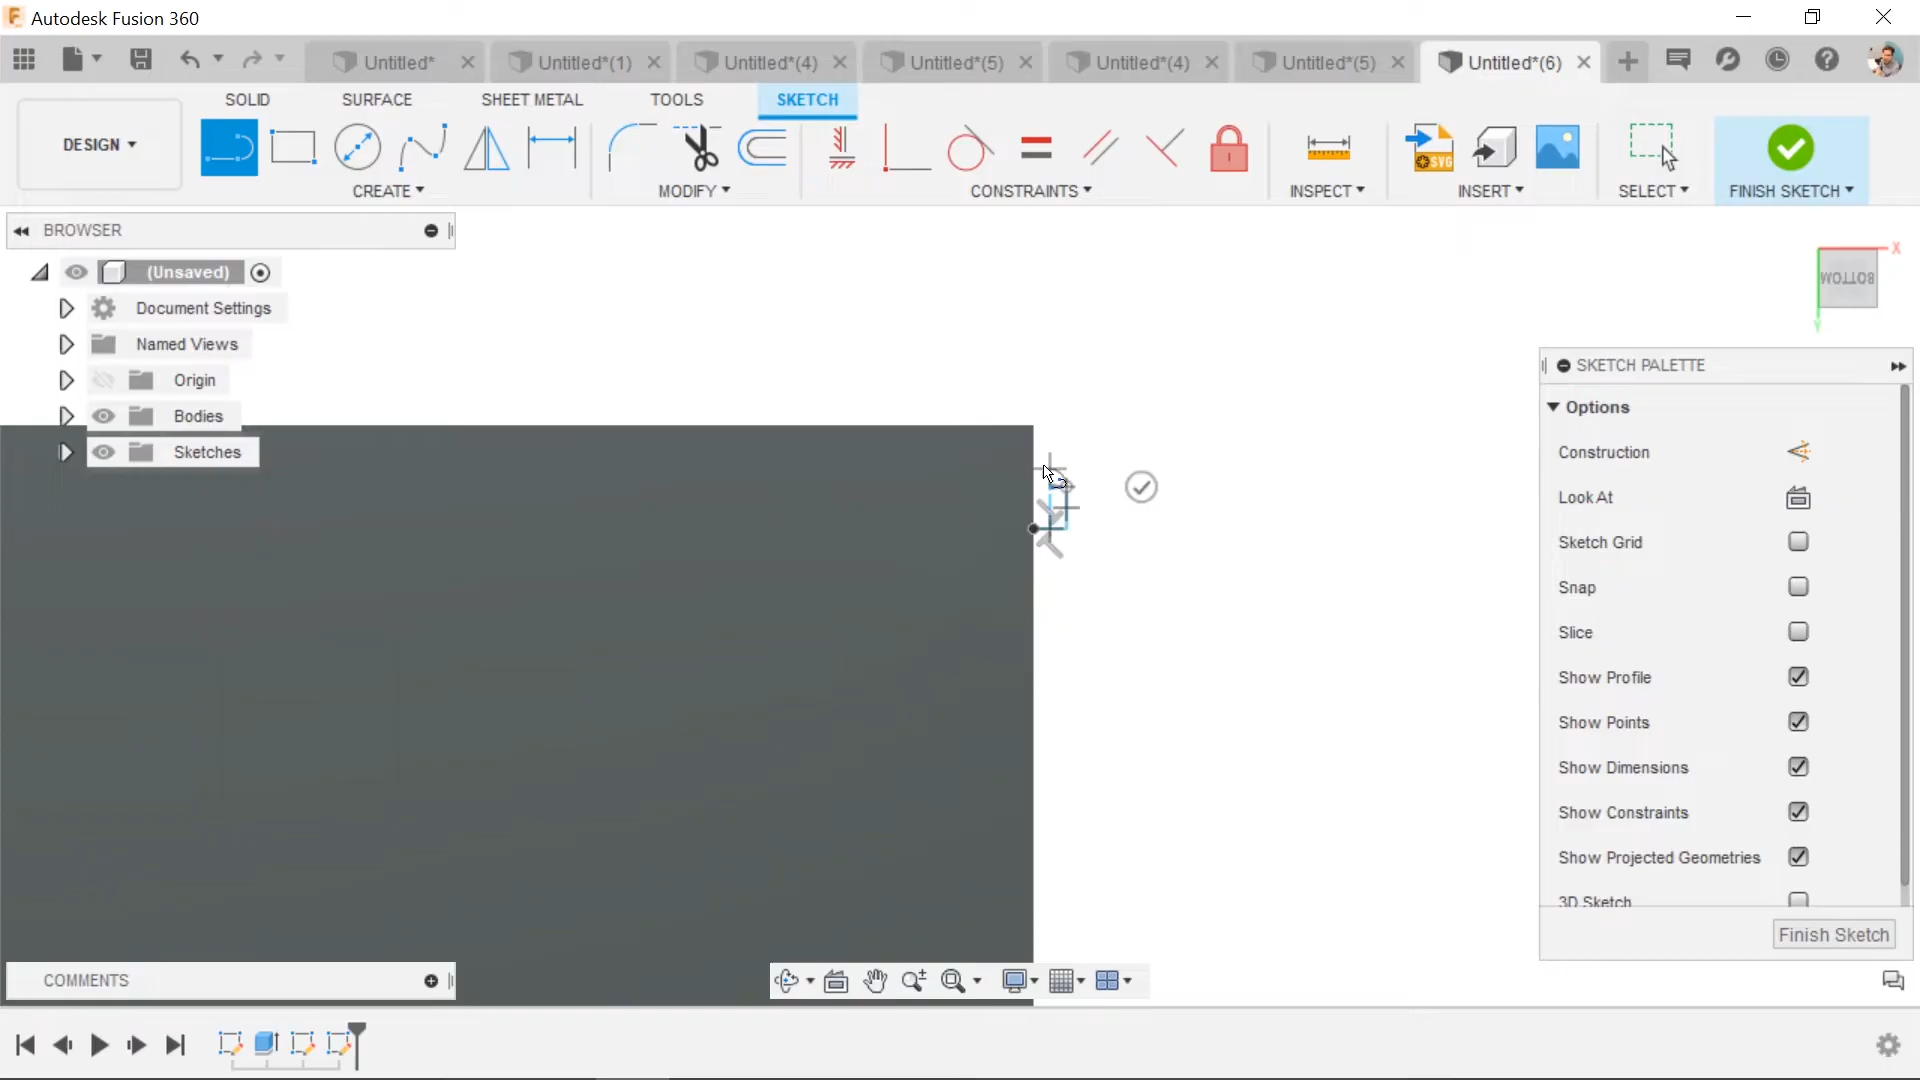 Autodesk Fusion 360
Untitled* Untitled*(1) Untitled*(4) Untitled*(5) Untitled*(4) Untitled*(5) Untitled*(6)
SOLID SURFACE SHEET METAL TOOLS SKETCH
DESIGN
SVG
CREATE MODIFY CONSTRAINTS INSPECT INSERT SELECT FINISH SKETCH
BROWSER
(Unsaved)
Document Settings
Named Views
Origin
Bodies
Sketches
X
BOTTOM
Y
SKETCH PALETTE
Options
Construction
Look At
Sketch Grid
Snap
Slice
Show Profile
Show Points
Show Dimensions
Show Constraints
Show Projected Geometries
3D Sketch
Finish Sketch
COMMENTS